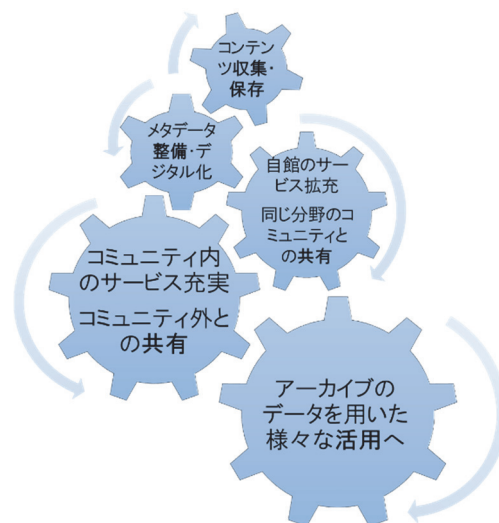 コンテン
ツ収集・
保存
メタデータ
整備・デ
ジタル化
自館のサー
ビス拡充
同じ分野のコ
ミュニティと
の共有
コミュニティ内
のサービス充実
コミュニティ外と
の共有
アーカイブの
データを用いた
様々な活用へ